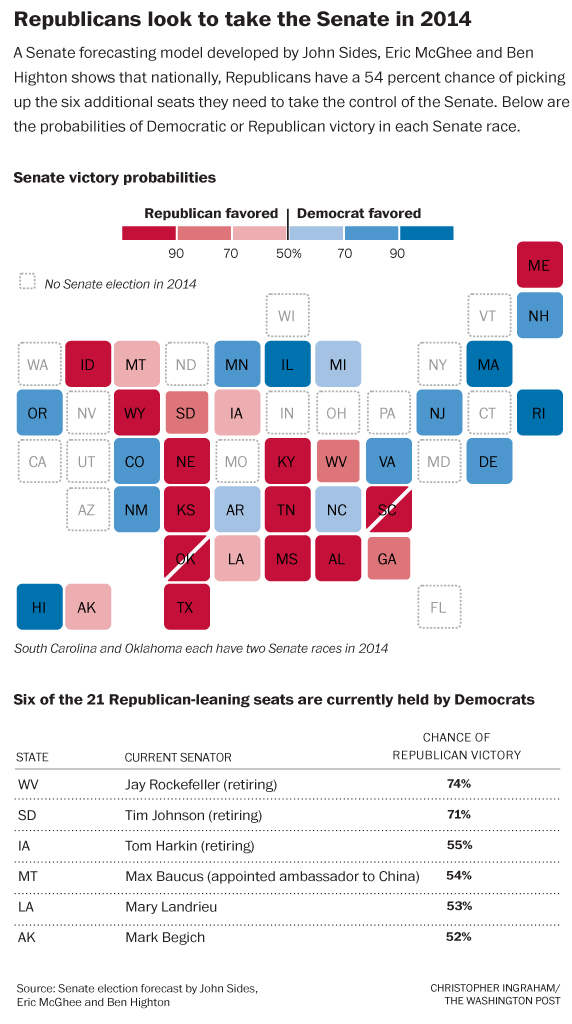 Republicans look to take the Senate in 2014
A Senate forecasting model developed by John Sides, Eric McGhee and Ben
Highton shows that nationally, Republicans have a 54 percent chance of picking
up the six additional seats they need to take the control of the Senate. Below are
the probabilities of Democratic or Republican victory in each Senate race.
Senate victory probabilities
Republican favored Democrat favored
90 70 50% 70 90
No Senate election in 2014
ME
WI VT NH
WA ID MT ND MN IL MI NY MA
OR NV WY SD IA IN OH PA NJ CT RI
CA UT CO NE MO KY WV VA MD DE
AZ NM KS AR TN NC SC
OK LA MS AL GA
HI AK TX FL
South Carolina and Oklahoma each have two Senate races in 2014
Six of the 21 Republican-leaning seats are currently held by Democrats
CHANCE OF
STATE CURRENT SENATOR REPUBLICAN VICTORY
WV Jay Rockefeller (retiring) 74%
SD Tim Johnson (retiring) 71%
IA Tom Harkin (retiring) 55%
MT Max Baucus (appointed ambassador to China) 54%
LA Mary Landrieu 53%
AK Mark Begich 52%
Source: Senate election forecast by John Sides, CHRISTOPHER INGRAHAM/
Eric McGhee and Ben Highton THE WASHINGTON POST